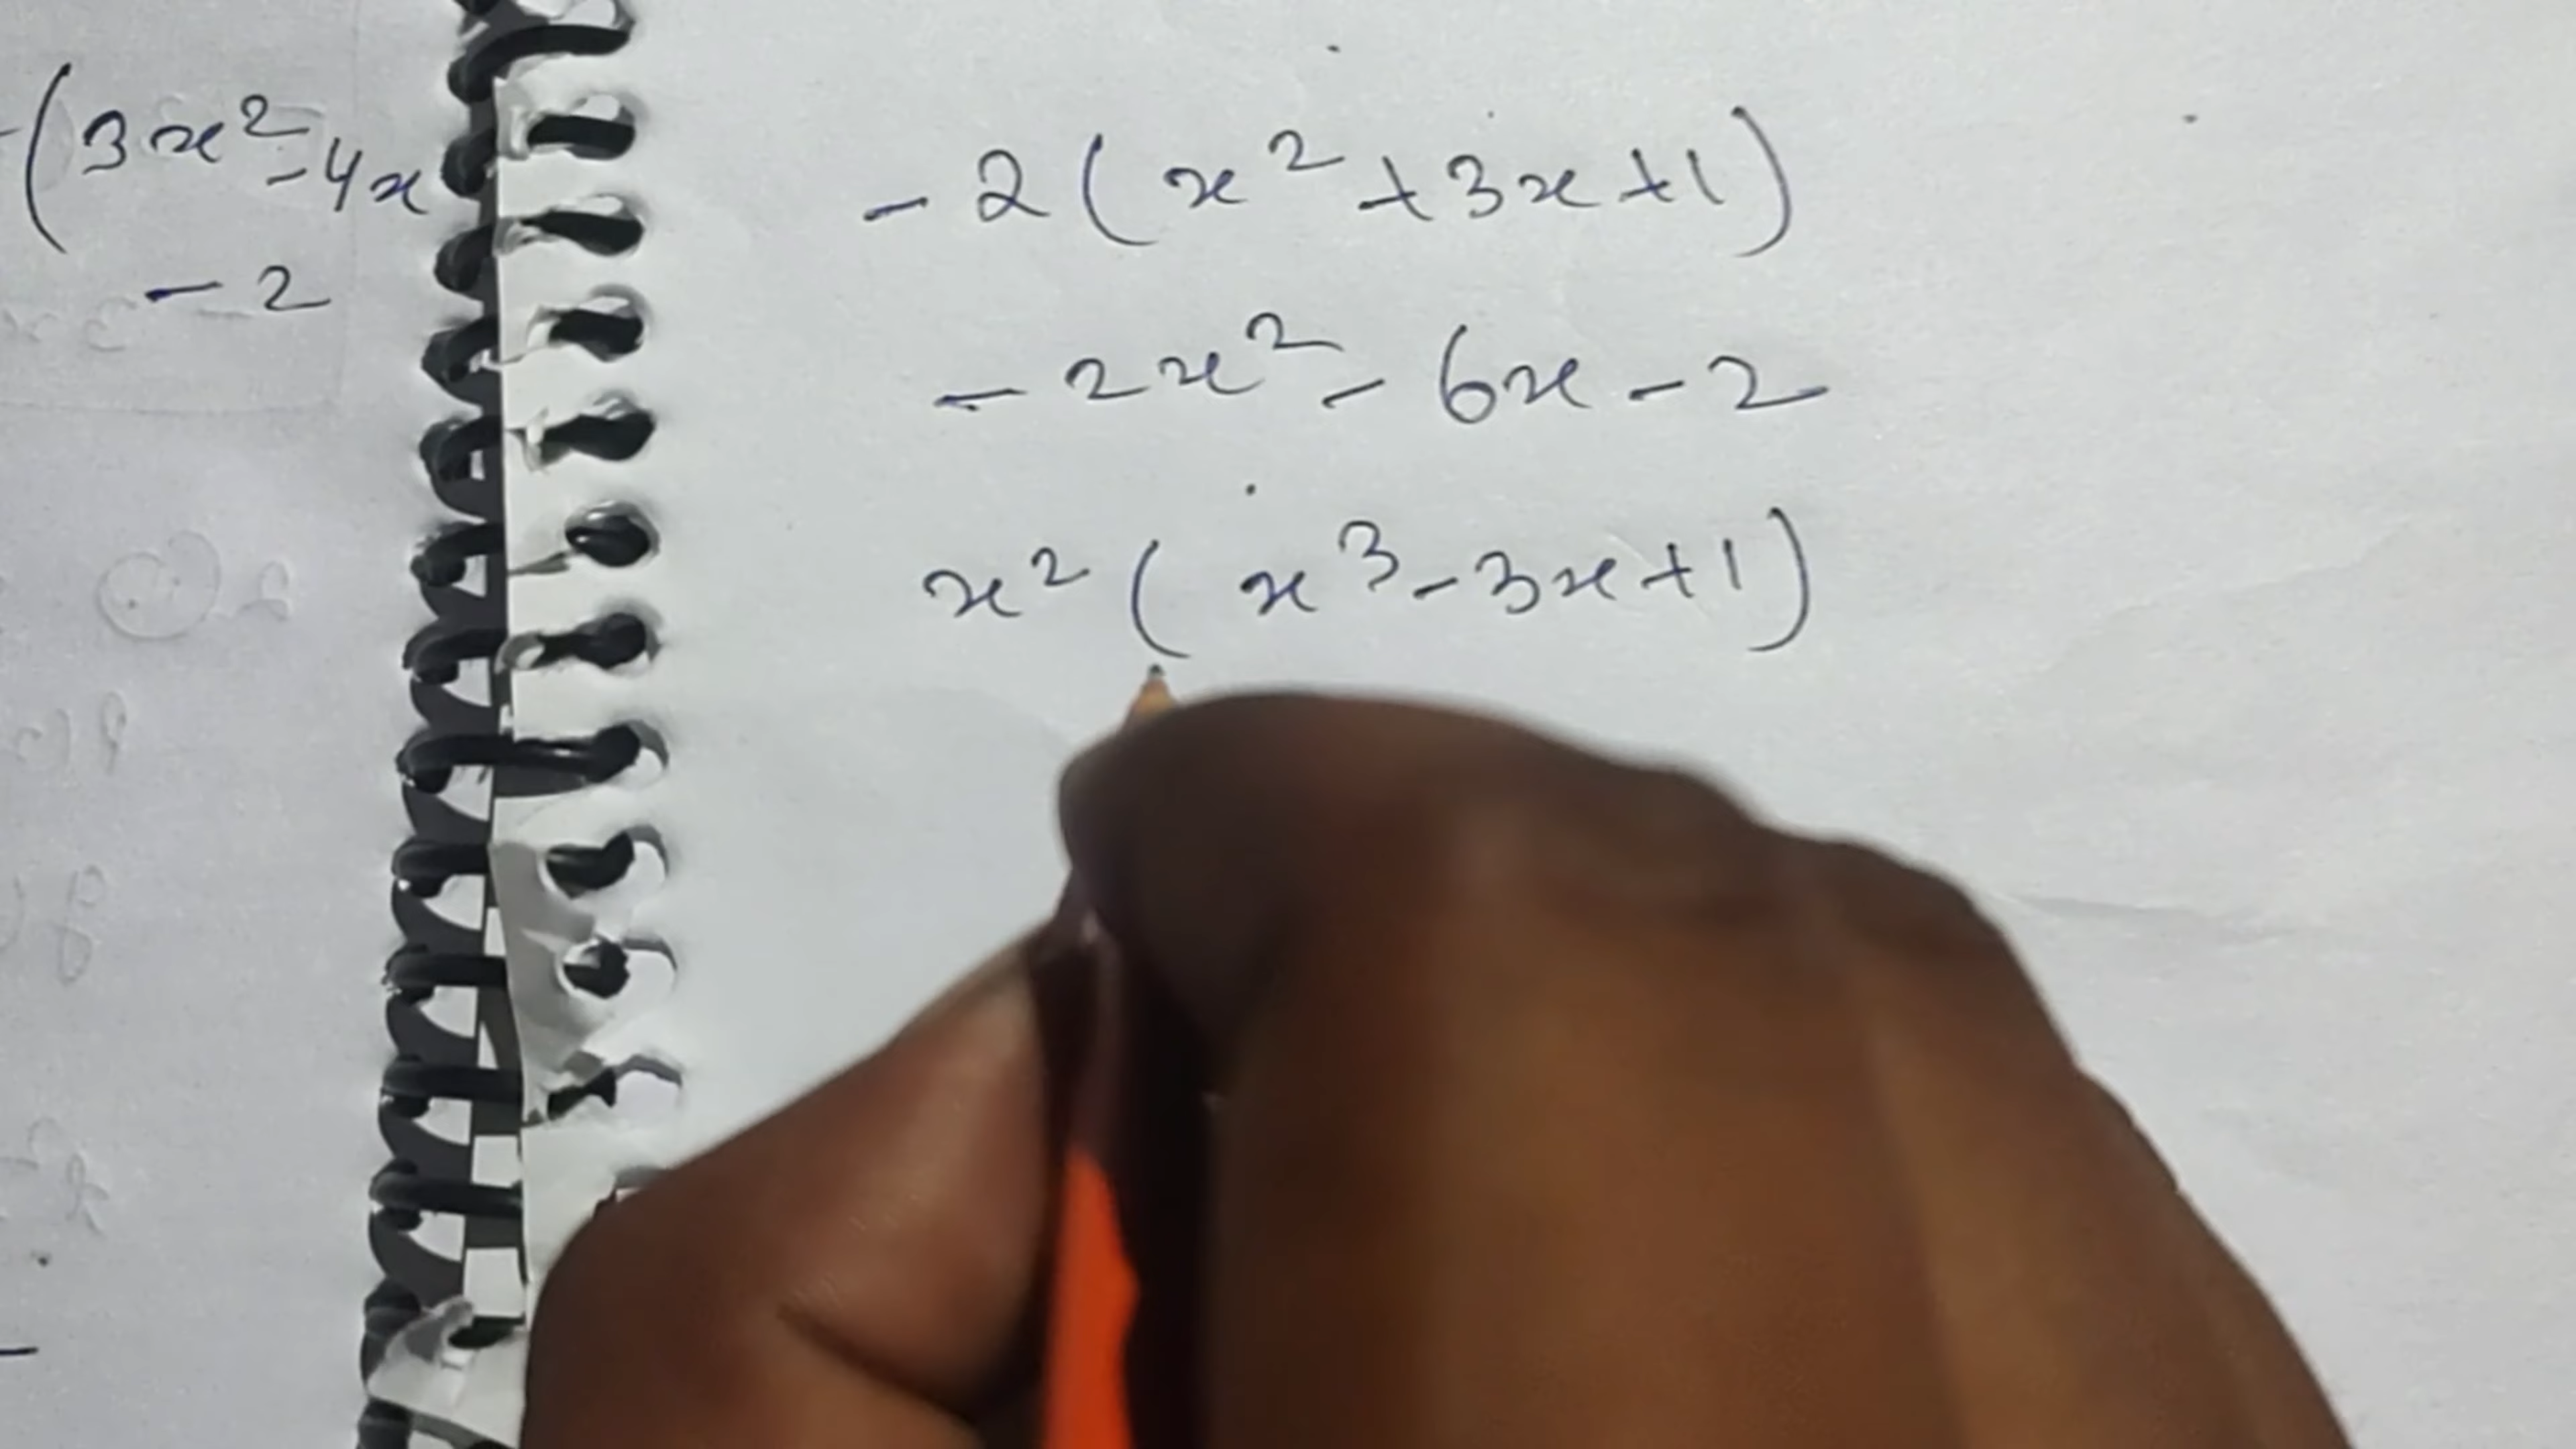 (3x² - 4x
- 2
- 2 ( x² + 3x + 1 )
- 2x² - 6x - 2
x² ( x³ - 3x + 1 )